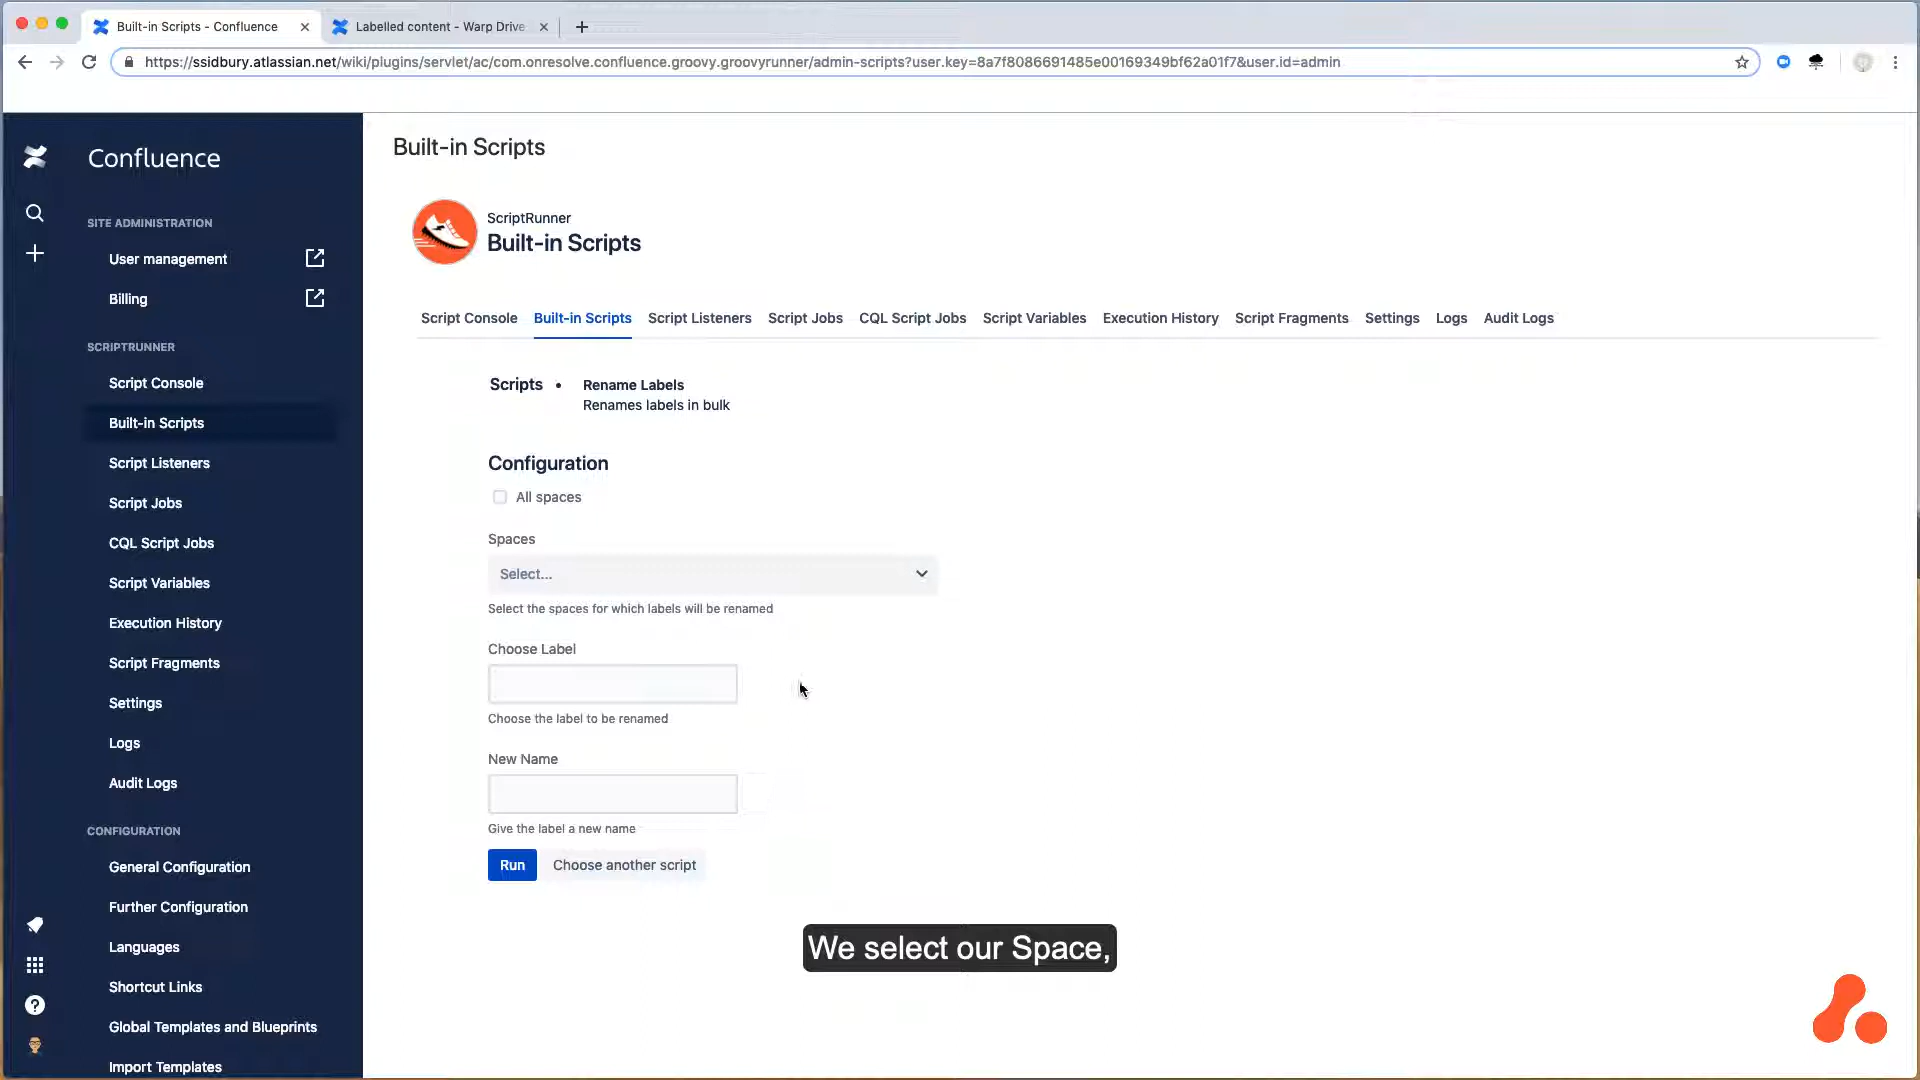 Built-in Scripts - Confluence
Labelled content - Warp Drive
https://ssidbury.atlassian.net/wiki/plugins/servlet/ac/com.onresolve.confluence.groovy.groovyrunner/admin-scripts?user.key=8a7f8086691485e00169349bf62a01f7&user.id=admin
Confluence
SITE ADMINISTRATION
User management
Billing
SCRIPTRUNNER
Script Console
Built-in Scripts
Script Listeners
Script Jobs
CQL Script Jobs
Script Variables
Execution History
Script Fragments
Settings
Logs
Audit Logs
CONFIGURATION
General Configuration
Further Configuration
Languages
Shortcut Links
Global Templates and Blueprints
Import Templates
Built-in Scripts
ScriptRunner
Built-in Scripts
Script Console Built-in Scripts Script Listeners Script Jobs CQL Script Jobs Script Variables Execution History Script Fragments Settings Logs Audit Logs
Scripts • Rename Labels
Renames labels in bulk
Configuration
All spaces
Spaces
Select...
Select the spaces for which labels will be renamed
Choose Label
Choose the label to be renamed
New Name
Give the label a new name
Run Choose another script
We select our Space,